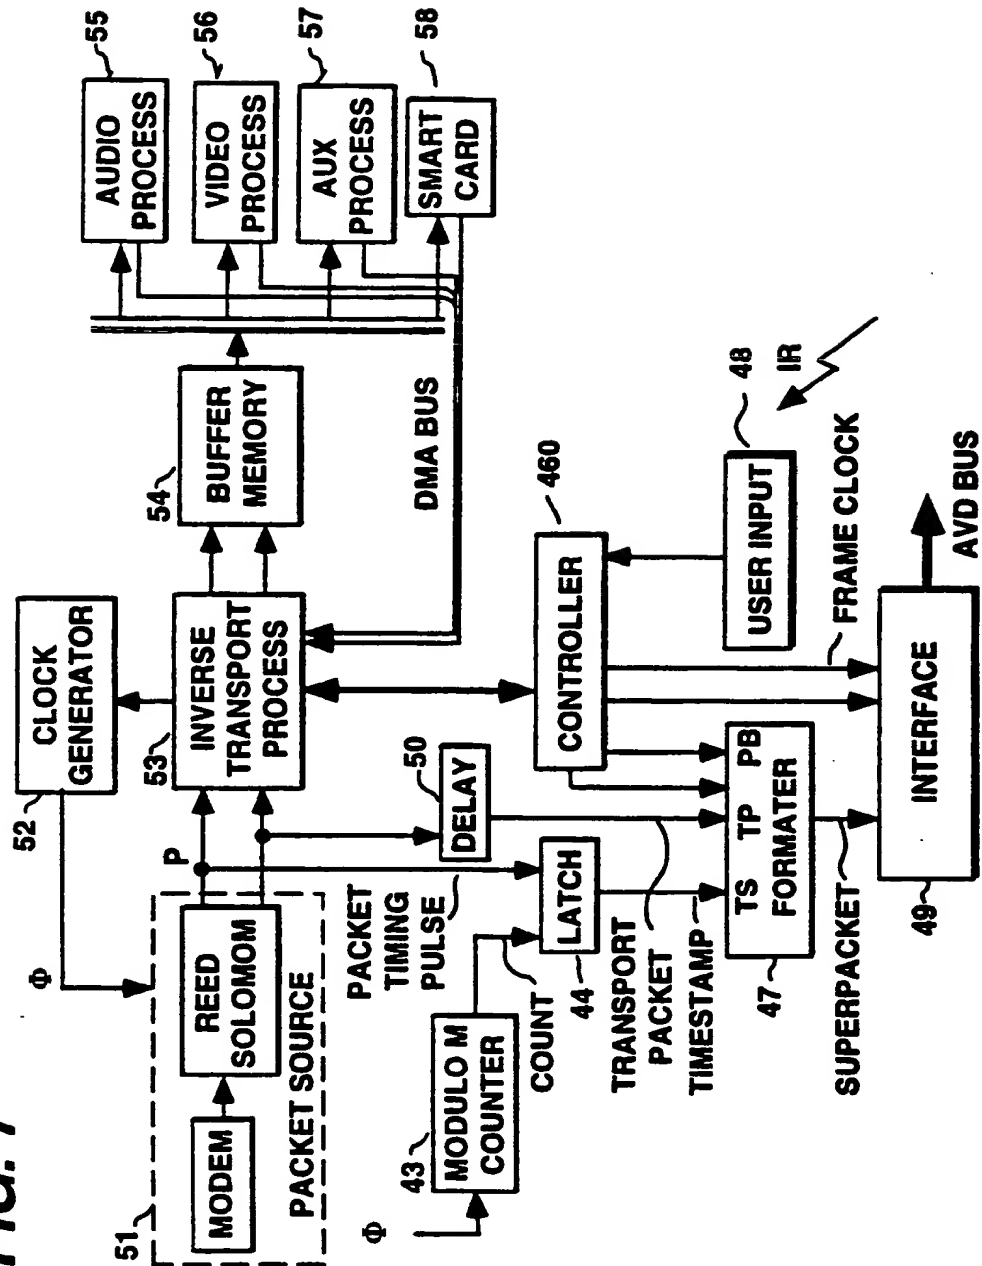 FIG. 7
55
AUDIO
PROCESS
56
VIDEO
PROCESS
57
AUX
PROCESS
58
SMART
CARD
54
BUFFER
MEMORY
DMA BUS
52
CLOCK
GENERATOR
53
INVERSE
TRANSPORT
PROCESS
460
CONTROLLER
48
IR
USER INPUT
FRAME CLOCK
AVD BUS
Φ
P
51
MODEM
REED
SOLOMOM
PACKET SOURCE
50
DELAY
PACKET
TIMING
PULSE
LATCH
44
43
MODULO M
COUNTER
Φ
COUNT
TRANSPORT
PACKET
TIMESTAMP
TS TP PB
FORMATER
47
SUPERPACKET
INTERFACE
49